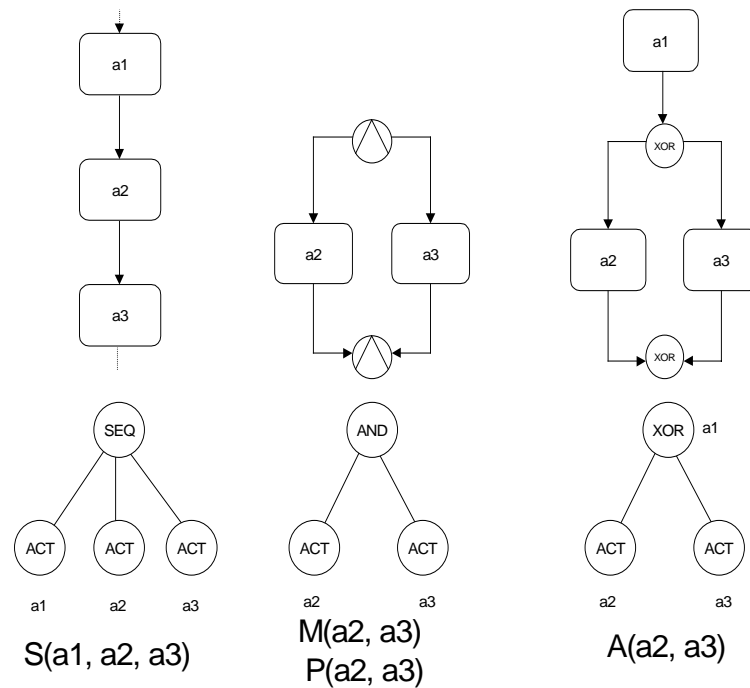 a1
a2
a3
a2
a3
a1
XOR
a2
a3
XOR
SEQ
ACT
ACT
ACT
a1
a2
a3
S(a1, a2, a3)
AND
ACT
ACT
a2
a3
M(a2, a3)
P(a2, a3)
XOR
a1
ACT
ACT
a2
a3
A(a2, a3)